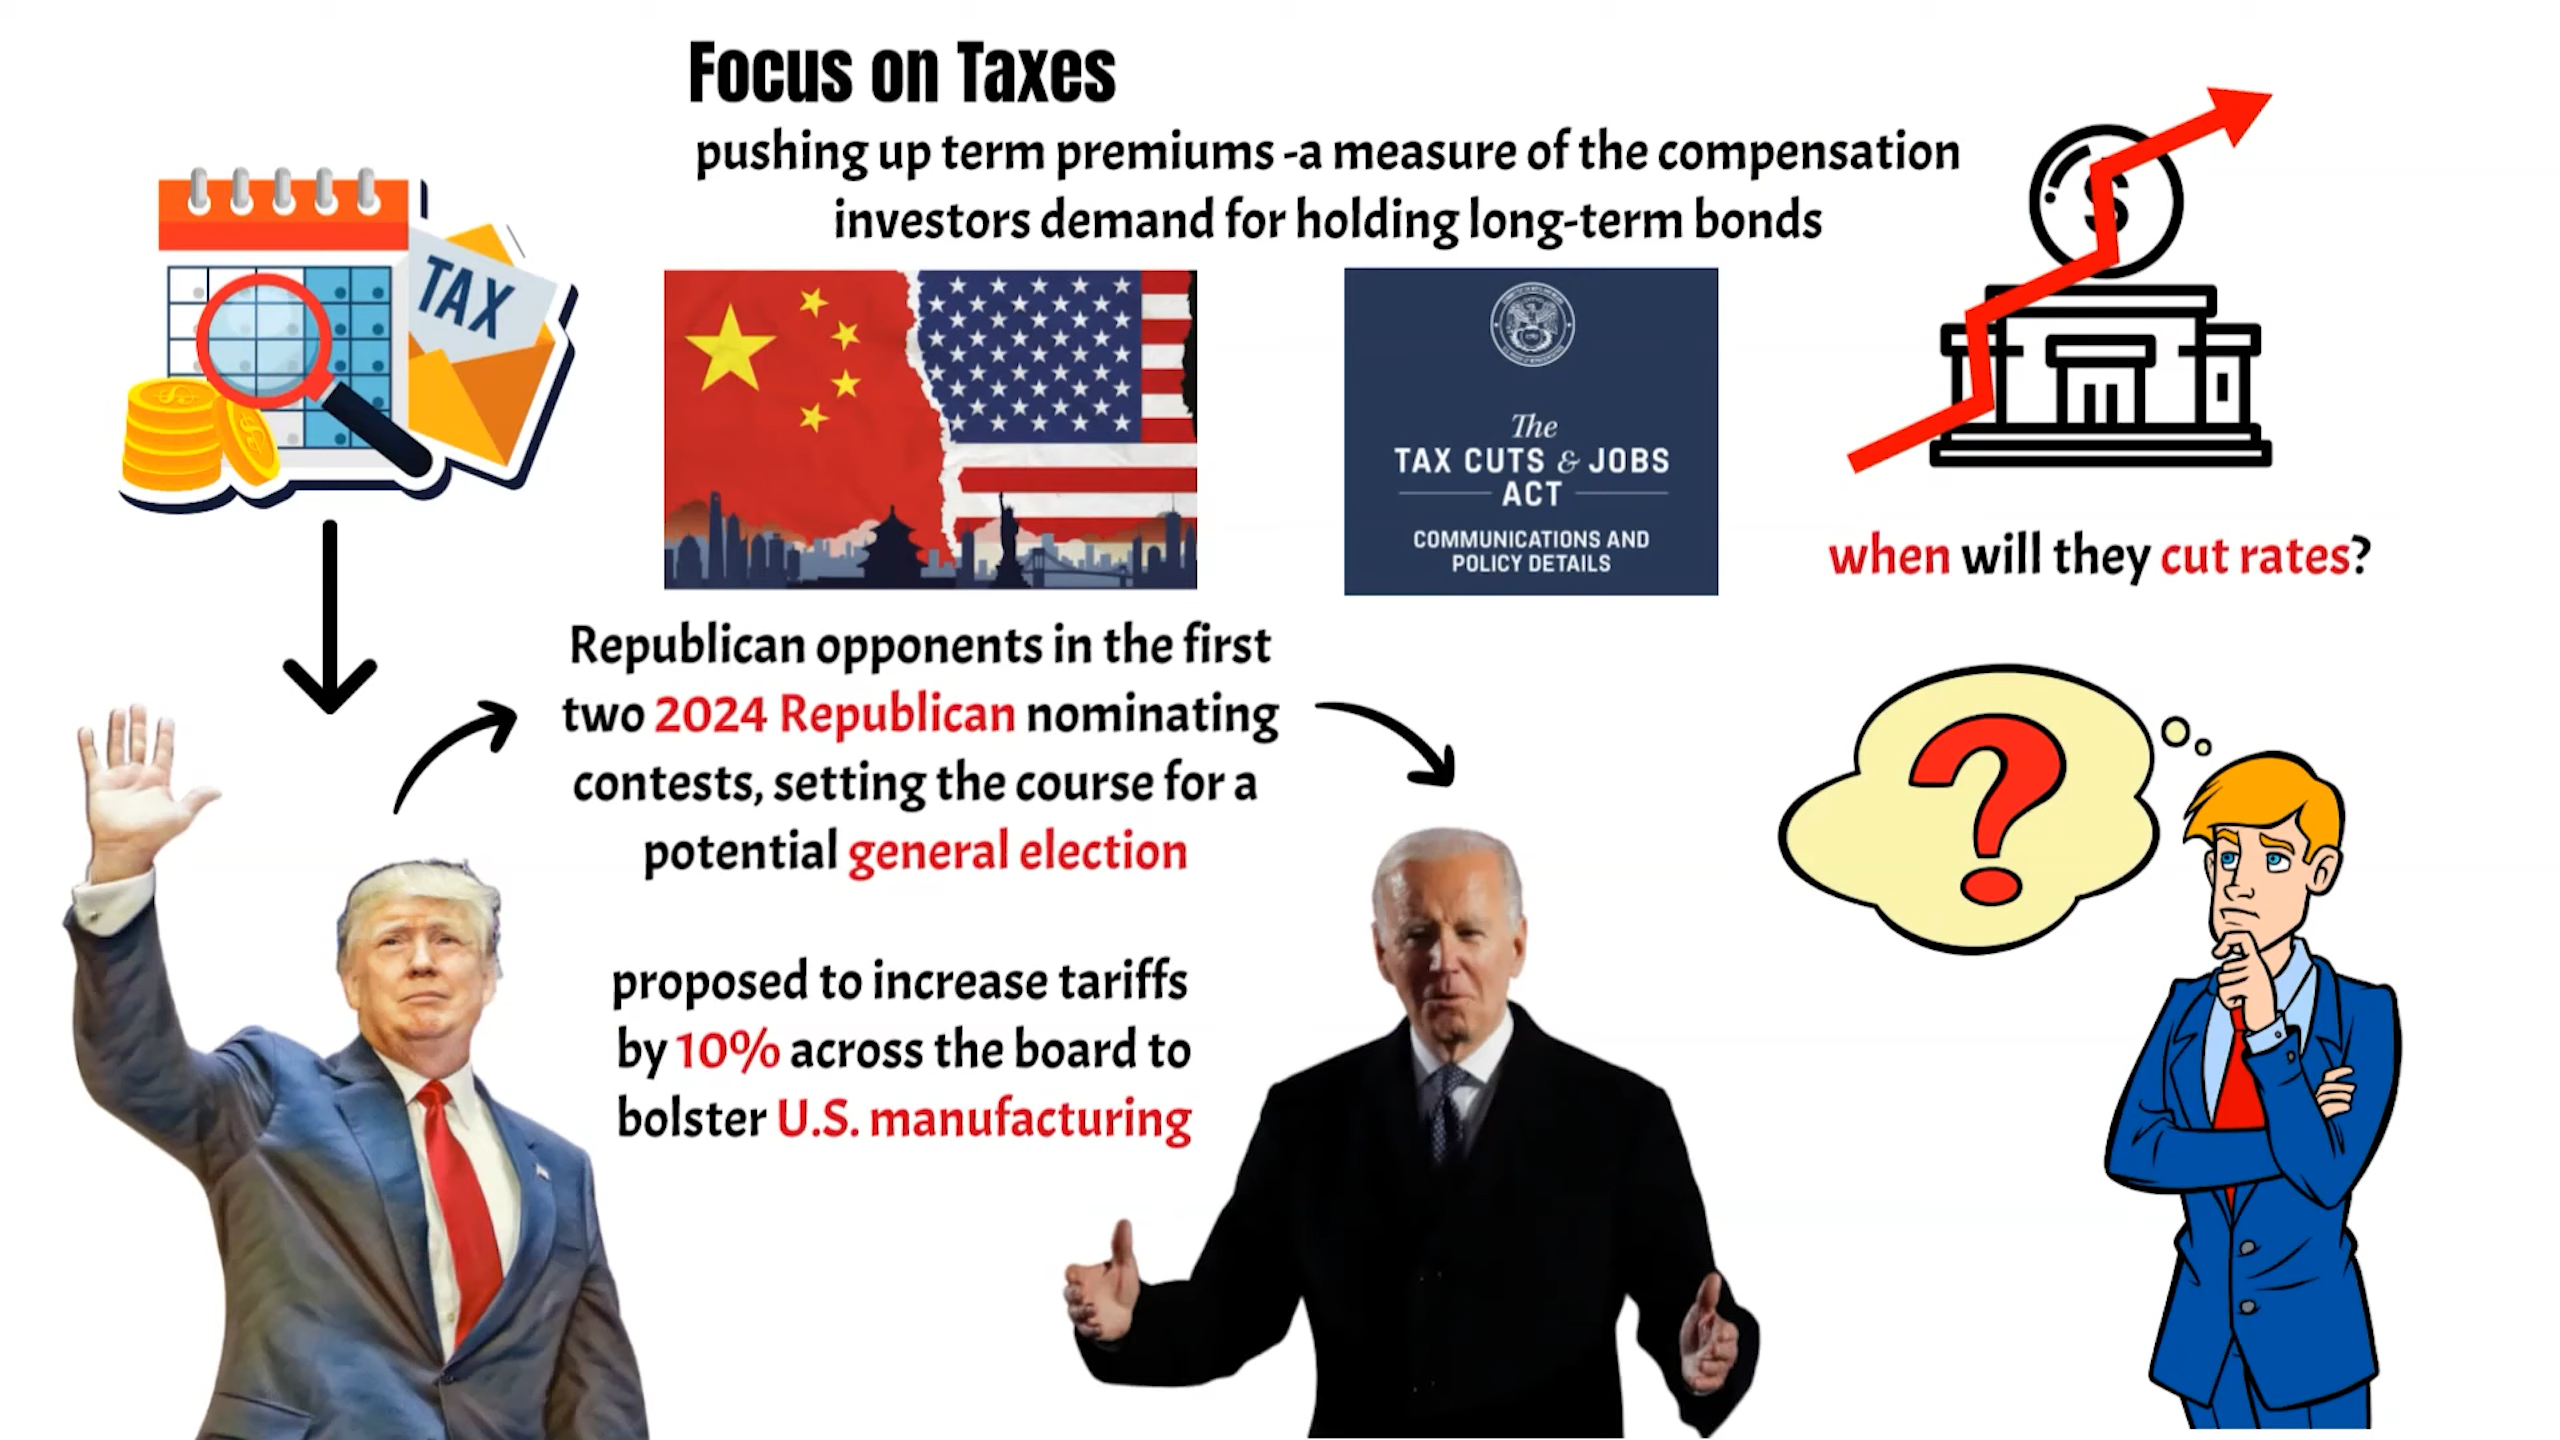 Focus on Taxes
pushing up term premiums -a measure of the compensation
investors demand for holding long-term bonds
TAX
$
The
TAX CUTS & JOBS
ACT
COMMUNICATIONS AND
POLICY DETAILS
when will they cut rates?
Republican opponents in the first
two 2024 Republican nominating
contests, setting the course for a
potential general election
?
proposed to increase tariffs
by 10% across the board to
bolster U.S. manufacturing